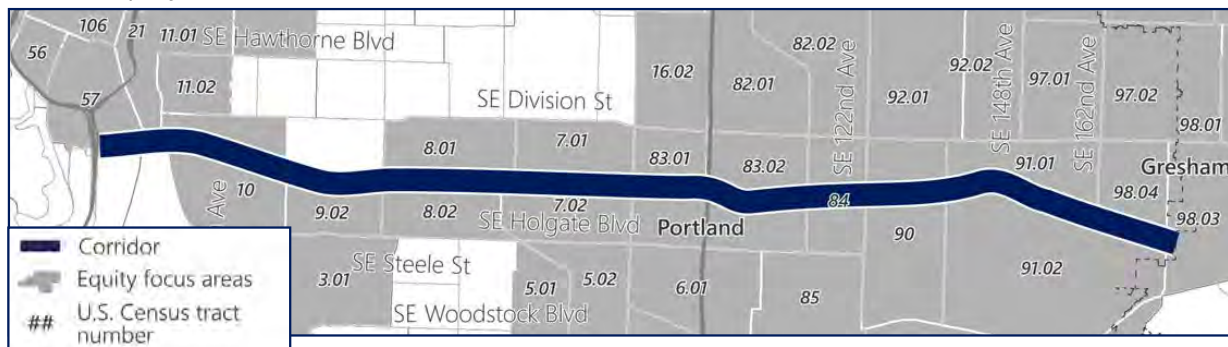 106
21
11.01
SE Hawthorne Blvd
56
82.02
92.02
16.02
82.01
SE 122nd Ave
SE 148th Ave
97.01
SE 162nd Ave
97.02
11.02
57
SE Division St
92.01
98.01
8.01
7.01
83.01
83.02
91.01
Gresham
98.04
10
Ave
9.02
8.02
7.02
84
98.03
SE Holgate Blvd
Portland
90
91.02
3.01
SE Steele St
5.01
5.02
6.01
85
SE Woodstock Blvd
Corridor
Equity focus areas
## U.S. Census tract
number